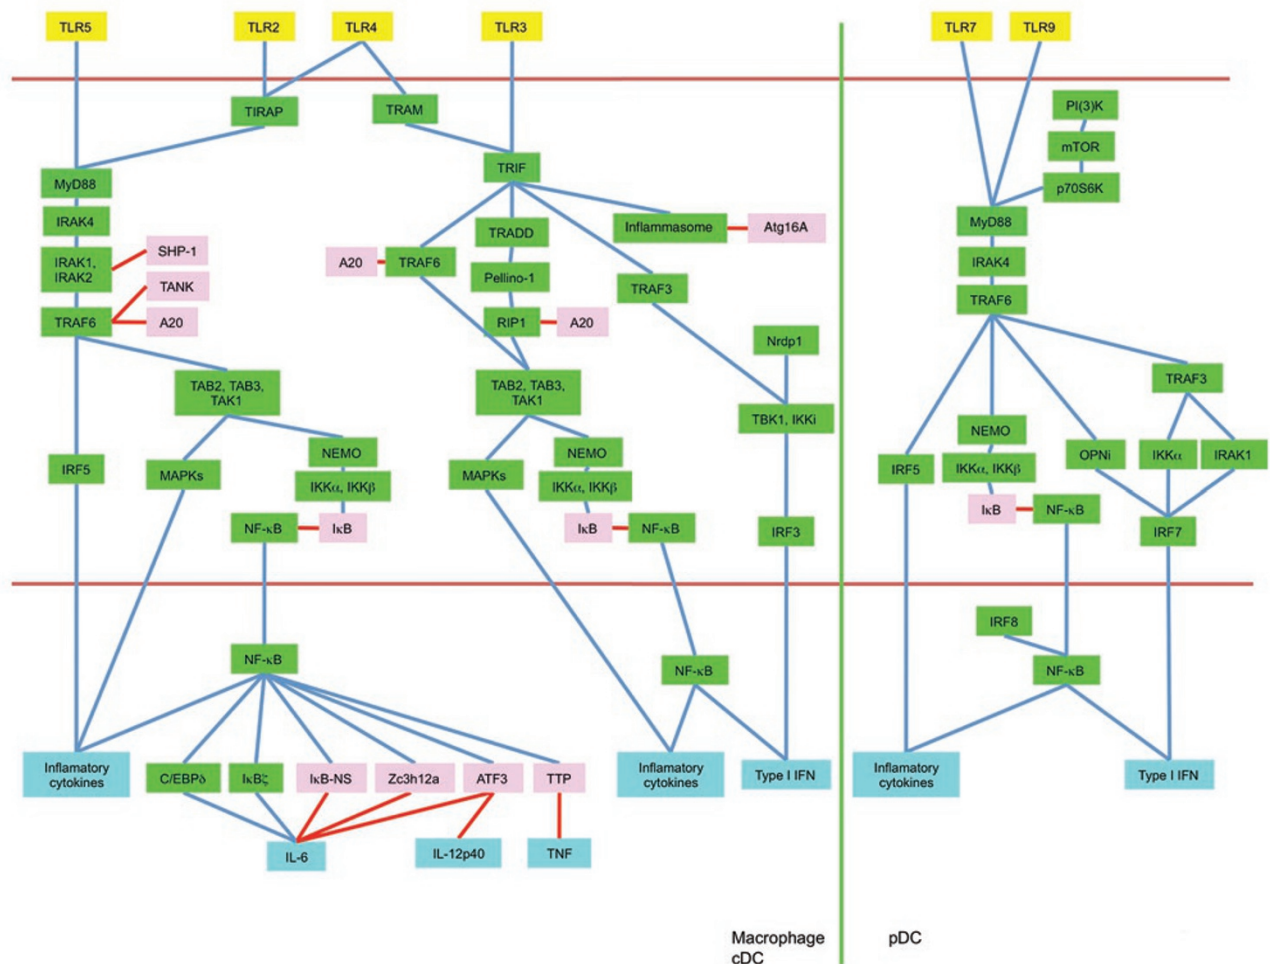 TLR5
TLR2
TLR4
TLR3
TLR7
TLR9
TIRAP
TRAM
PI(3)K
mTOR
p70S6K
TRIF
MyD88
IRAK4
IRAK1,
IRAK2
SHP-1
TANK
TRAF6
A20
A20
TRAF6
TRADD
Pellino-1
RIP1
A20
Inflammasome
Atg16A
TRAF3
Nrdp1
TBK1, IKKi
MyD88
IRAK4
TRAF6
TRAF3
TAB2, TAB3,
TAK1
TAB2, TAB3,
TAK1
IRF5
MAPKs
NEMO
IKKα, IKKβ
NF-κB
IκB
MAPKs
NEMO
IKKα, IKKβ
IκB
NF-κB
IRF3
IRF5
NEMO
IKKα, IKKβ
IκB
NF-κB
OPNi
IKKα
IRAK1
IRF7
NF-κB
NF-κB
IRF8
NF-κB
Inflamatory
cytokines
C/EBPδ
IκBζ
IκB-NS
Zc3h12a
ATF3
TTP
Inflamatory
cytokines
Type I IFN
Inflamatory
cytokines
Type I IFN
IL-6
IL-12p40
TNF
Macrophage
cDC
pDC